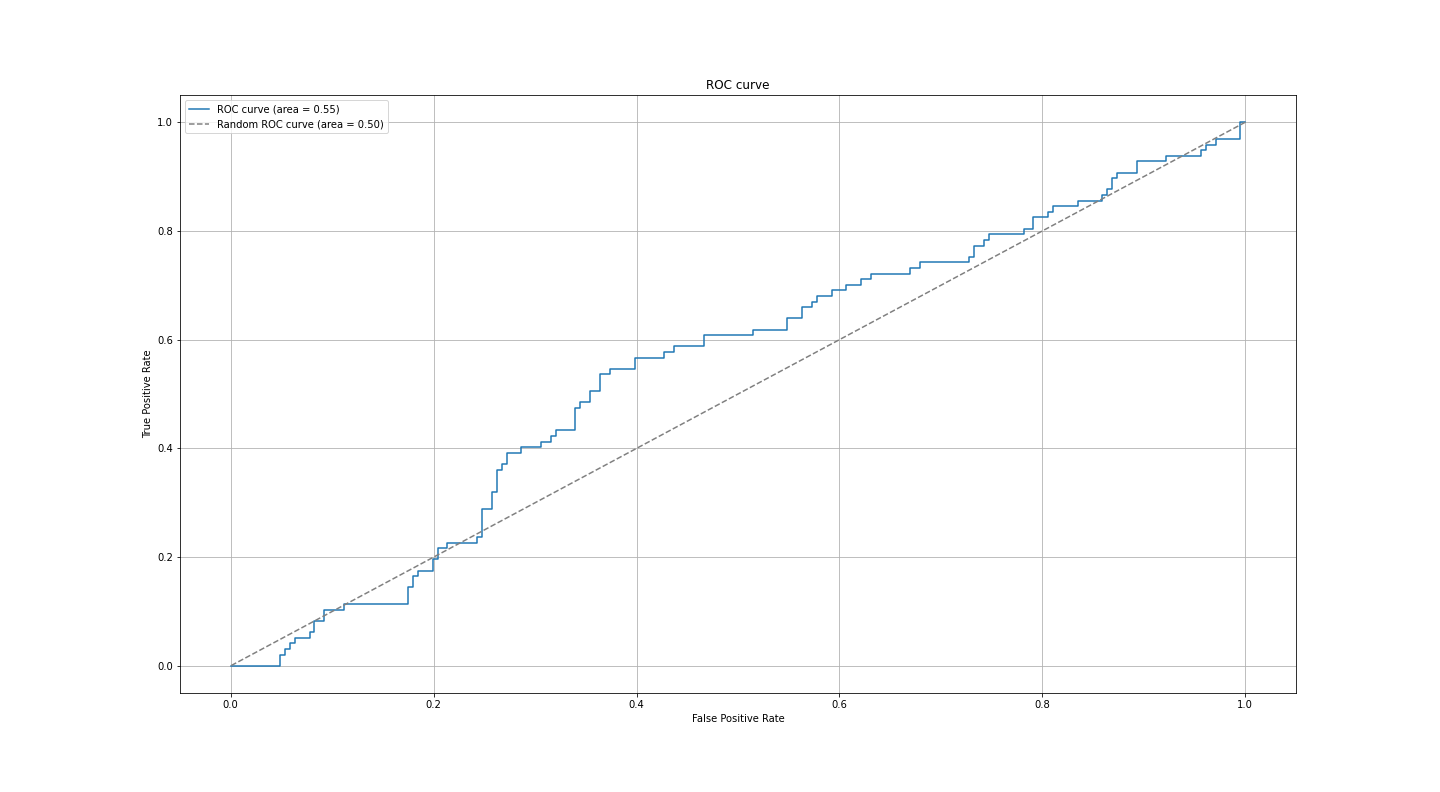 ROC curve
ROC curve (area = 0.55)
Random ROC curve (area = 0.50)
1.0
0.8
0.6
0.4
0.2
0.0
True Positive Rate
0.0 0.2 0.4 0.6 0.8 1.0
False Positive Rate